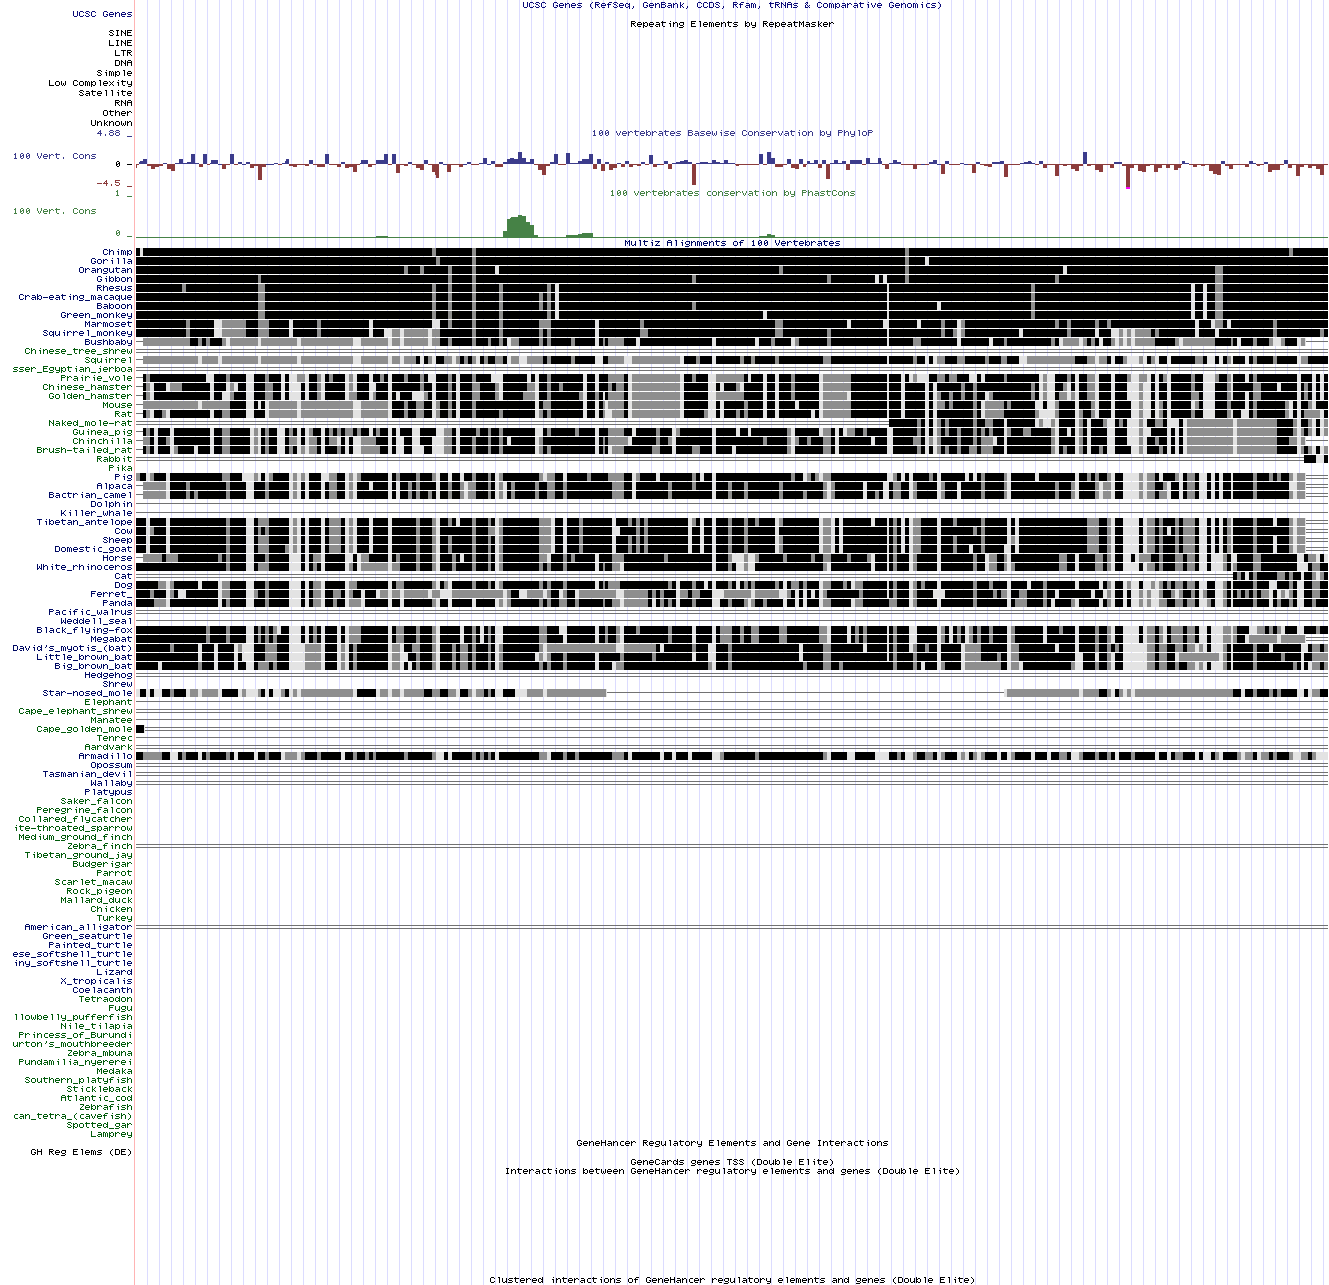 UCSC Genes (RefSeq, GenBank, CCDS, Rfam, tRNAs & Comparative Genomics)
UCSC Genes
Repeating Elements by RepeatMasker
SINE
LINE
LTR
DNA
Simple
Low Complexity
Satellite
RNA
Other
Unknown
4.88 _
100 vertebrates Basewise Conservation by PhyloP
100 Vert. Cons
0 -
-4.5 _
100 vertebrates conservation by PhastCons
1 _
100 Vert. Cons
0 _
Multiz Alignments of 100 Vertebrates
Chimp
Gorilla
Orangutan
Gibbon
Rhesus
Crab-eating_macaque
Baboon
Green_monkey
Marmoset
Squirrel_monkey
Bushbaby
Chinese_tree_shrew
Squirrel
sser_Egyptian_jerboa
Prairie_vole
Chinese_hamster
Golden_hamster
Mouse
Rat
Naked_mole-rat
Guinea_pig
Chinchilla
Brush-tailed_rat
Rabbit
Pika
Pig
Alpaca
Bactrian_camel
Dolphin
Killer_whale
Tibetan_antelope
Cow
Sheep
Domestic_goat
Horse
White_rhinoceros
Cat
Dog
Ferret_
Panda
Pacific_walrus
Weddell_seal
Black_flying-fox
Megabat
David's_myotis_(bat)
Little_brown_bat
Big_brown_bat
Hedgehog
Shrew
Star-nosed_mole
Elephant
Cape_elephant_shrew
Manatee
Cape_golden_mole
Tenrec
Aardvark
Armadillo
Opossum
Tasmanian_devil
Wallaby
Platypus
Saker_falcon
Peregrine_falcon
Collared_flycatcher
ite-throated_sparrow
Medium_ground_finch
Zebra_finch
Tibetan_ground_jay
Budgerigar
Parrot
Scarlet_macaw
Rock_pigeon
Mallard_duck
Chicken
Turkey
American_alligator
Green_seaturtle
Painted_turtle
ese_softshell_turtle
iny_softshell_turtle
Lizard
X_tropicalis
Coelacanth
Tetraodon
Fugu
llowbelly_pufferfish
Nile_tilapia
Princess_of_Burundi
urton's_mouthbreeder
Zebra_mbuna
Pundamilia_nyererei
Medaka
Southern_platyfish
Stickleback
Atlantic_cod
Zebrafish
can_tetra_(cavefish)
Spotted_gar
Lamprey
GeneHancer Regulatory Elements and Gene Interactions
GH Reg Elems (DE)
GeneCards genes TSS (Double Elite)
Interactions between GeneHancer regulatory elements and genes (Double Elite)
Clustered interactions of GeneHancer regulatory elements and genes (Double Elite)